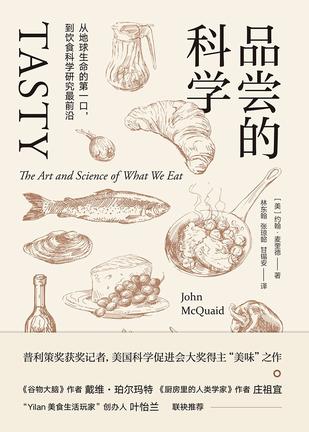 品尝的
科学
从地球生命的第一口，
到饮食科学研究最前沿
TASTY
The Art and Science of What We Eat
［美］约翰·麦奎德——著
林东翰 张琼懿 甘锡安——译
John
McQuaid
普利策奖获奖记者，美国科学促进会大奖得主“美味”之作
《谷物大脑》作者 戴维·珀尔玛特 《厨房里的人类学家》作者 庄祖宜
“Yilan 美食生活玩家”创办人 叶怡兰 联袂推荐